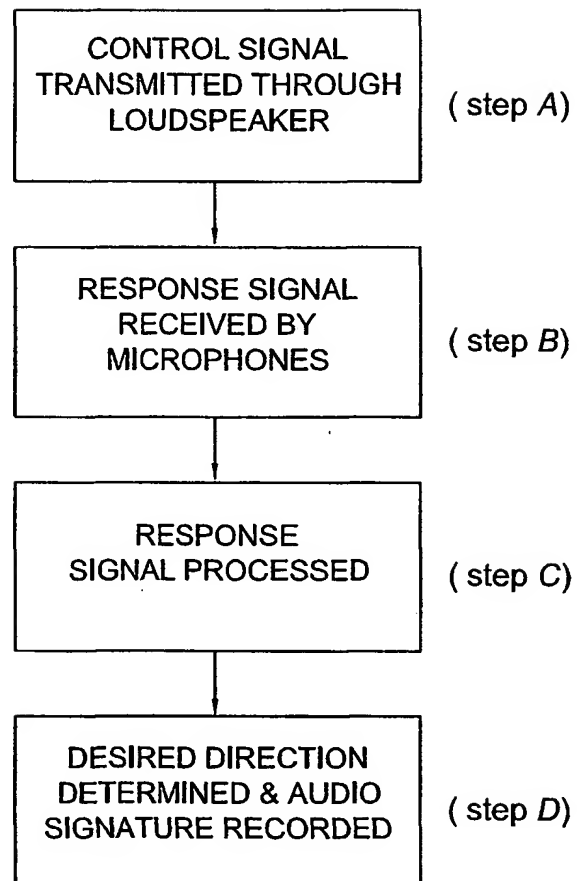 CONTROL SIGNAL
TRANSMITTED THROUGH
LOUDSPEAKER
( step A)
RESPONSE SIGNAL
RECEIVED BY
MICROPHONES
( step B)
RESPONSE
SIGNAL PROCESSED
( step C)
DESIRED DIRECTION
DETERMINED & AUDIO
SIGNATURE RECORDED
( step D)